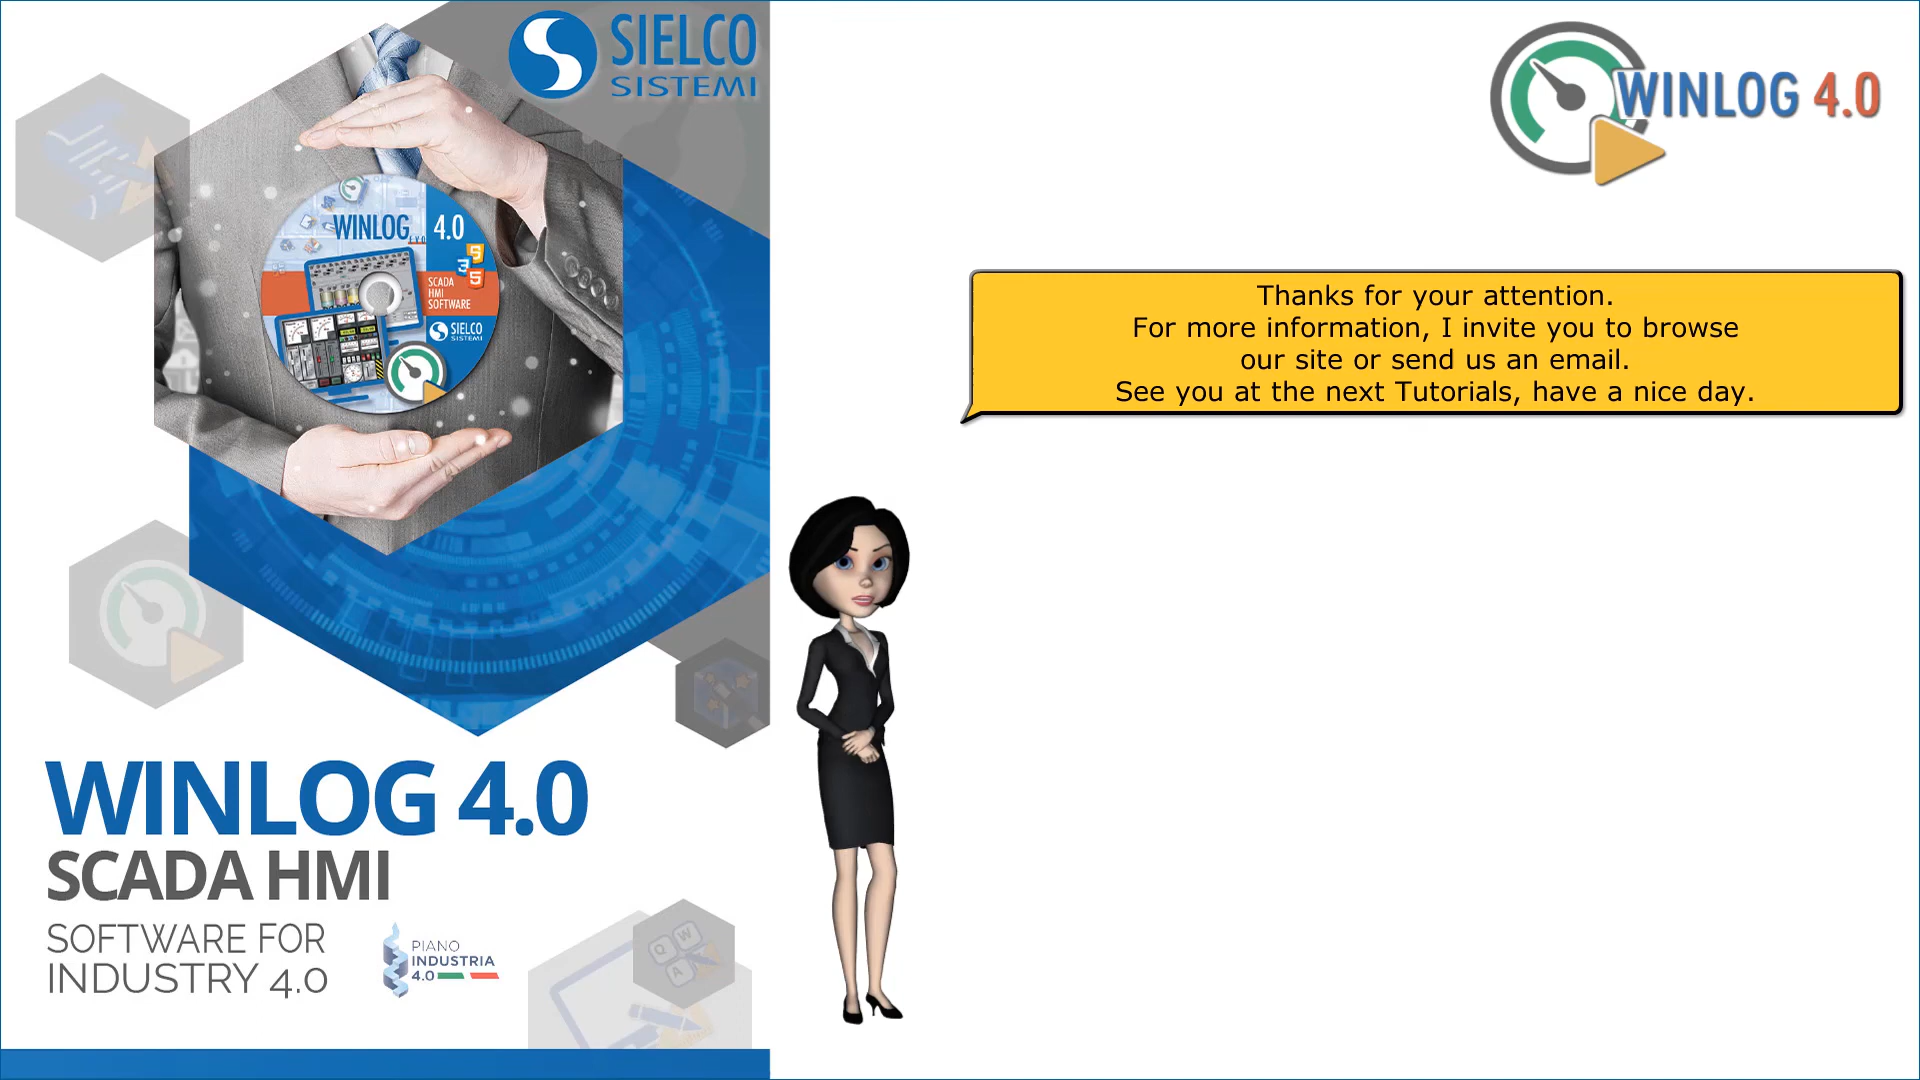 SIELCO
SISTEMI
WINLOG 4.0
WINLOG 4.0
EVO
SCADA
HMI
SOFTWARE
SIELCO
SISTEMI
Thanks for your attention.
For more information, I invite you to browse
our site or send us an email.
See you at the next Tutorials, have a nice day.
WINLOG 4.0
SCADA HMI
SOFTWARE FOR
INDUSTRY 4.0
PIANO
INDUSTRIA
4.0
Q W
A